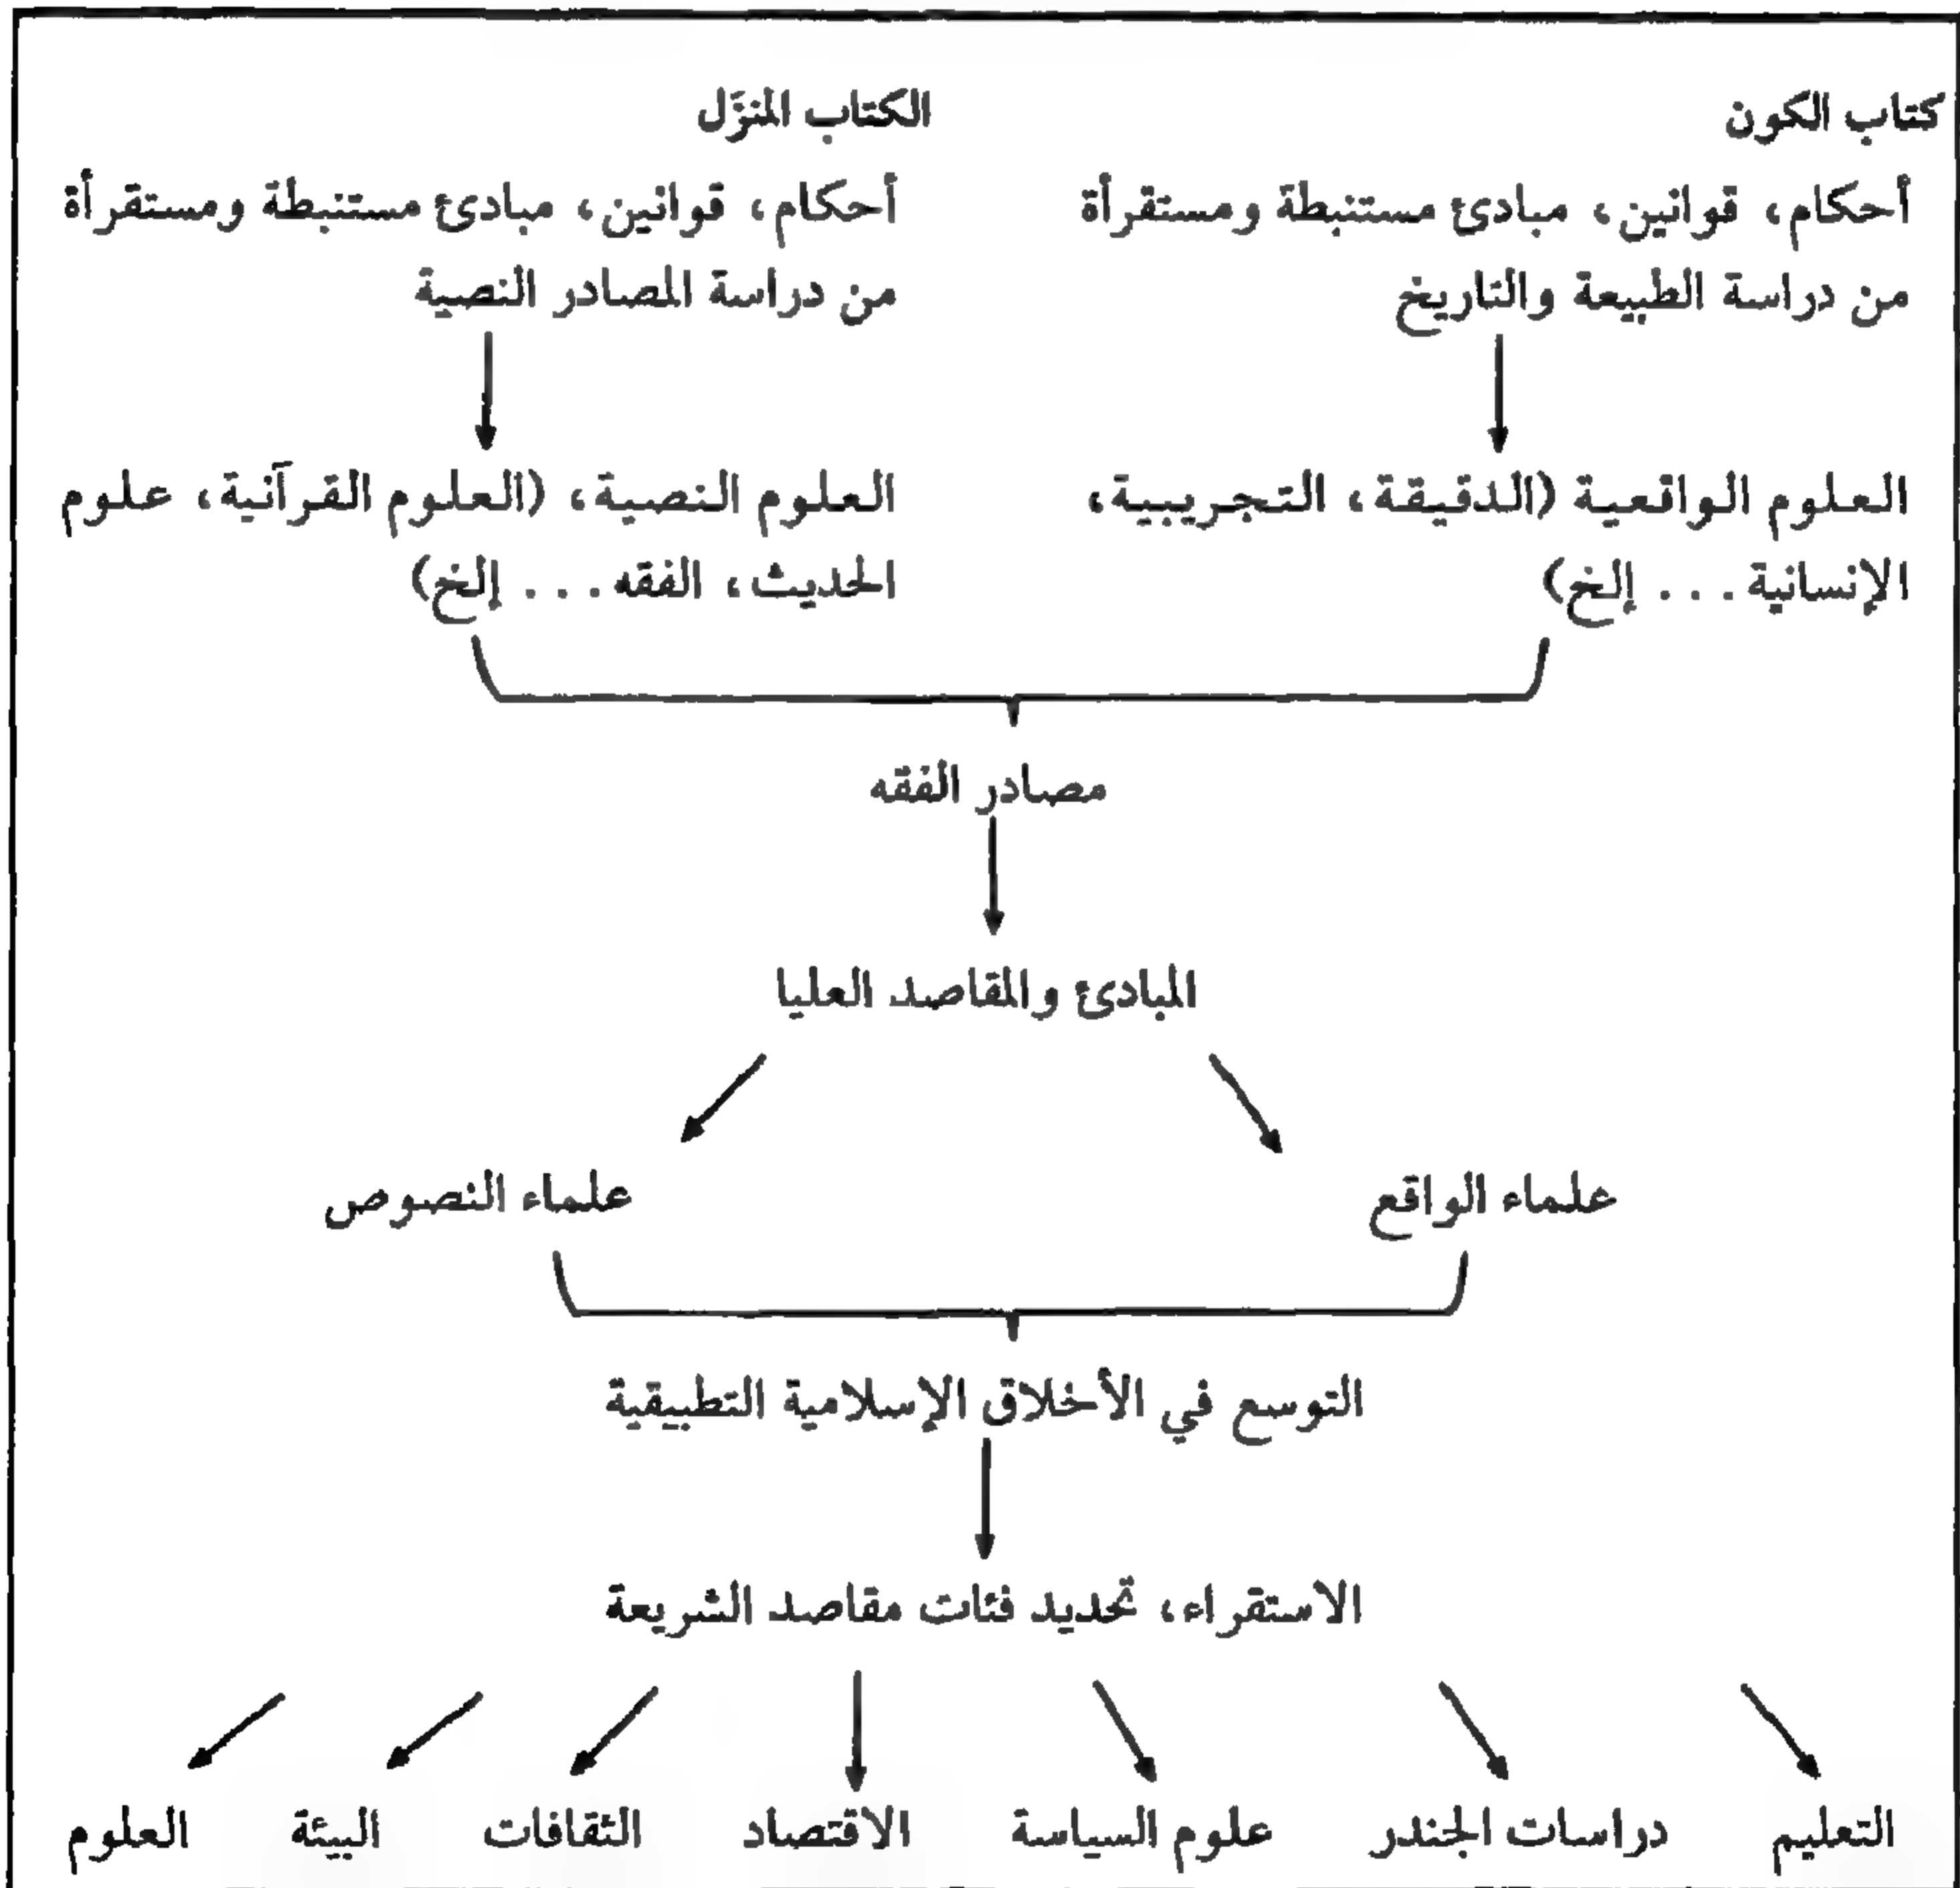 كتاب الكون
أحكام، قوانين، مبادئ مستنبطة ومستقرأة
من دراسة الطبيعة والتاريخ
العلوم الواقعية (الدقيقة، التجريبية،
الإنسانية... إلخ)
الكتاب المنزَّل
أحكام، قوانين، مبادئ مستنبطة ومستقرأة
من دراسة المصادر النصية
العلوم النصية، (العلوم القرآنية، علوم
الحديث، الفقه... إلخ)
مصادر الفقه
المبادئ والمقاصد العليا
علماء الواقع
علماء النصوص
التوسع في الأخلاق الإسلامية التطبيقية
الاستقراء، تحديد فئات مقاصد الشريعة
التعليم
دراسات الجندر
علوم السياسة
الاقتصاد
الثقافات
البيئة
العلوم